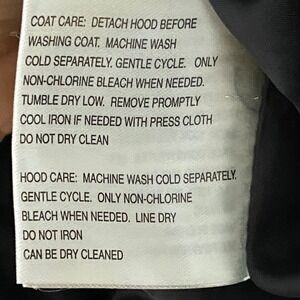 COAT CARE: DETACH HOOD BEFORE
WASHING COAT. MACHINE WASH
COLD SEPARATELY. GENTLE CYCLE. ONLY
NON-CHLORINE BLEACH WHEN NEEDED.
TUMBLE DRY LOW. REMOVE PROMPTLY
COOL IRON IF NEEDED WITH PRESS CLOTH
DO NOT DRY CLEAN
HOOD CARE: MACHINE WASH COLD SEPARATELY.
GENTLE CYCLE. ONLY NON-CHLORINE
BLEACH WHEN NEEDED. LINE DRY
DO NOT IRON
CAN BE DRY CLEANED